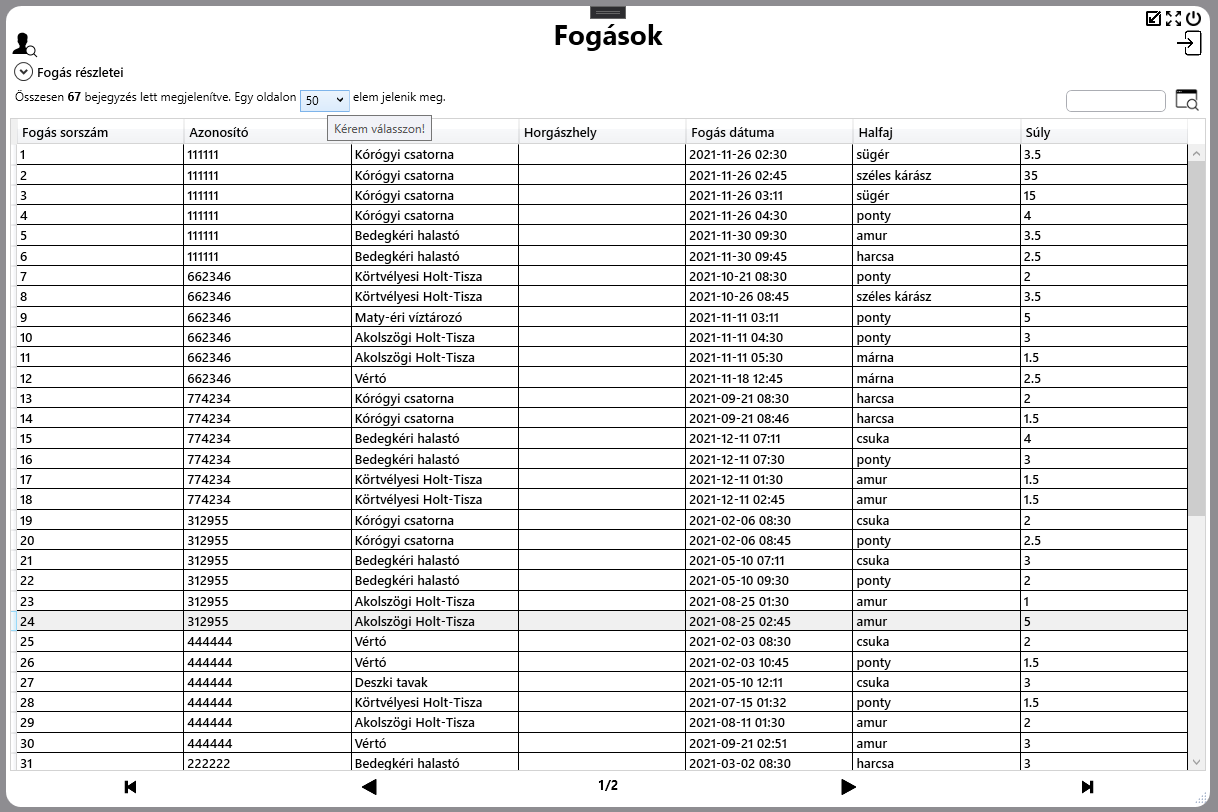 Fogások
Fogás részletei
Összesen 67 bejegyzés lett megjelenítve. Egy oldalon 50 elem jelenik meg.
Kérem válasszon!
Fogás sorszám Azonosító Horgászhely Fogás dátuma Halfaj Súly
1 111111 Kórógyi csatorna 2021-11-26 02:30 sügér 3.5
2 111111 Kórógyi csatorna 2021-11-26 02:45 széles kárász 35
3 111111 Kórógyi csatorna 2021-11-26 03:11 sügér 15
4 111111 Kórógyi csatorna 2021-11-26 04:30 ponty 4
5 111111 Bedegkéri halastó 2021-11-30 09:30 amur 3.5
6 111111 Bedegkéri halastó 2021-11-30 09:45 harcsa 2.5
7 662346 Körtvélyesi Holt-Tisza 2021-10-21 08:30 ponty 2
8 662346 Körtvélyesi Holt-Tisza 2021-10-26 08:45 széles kárász 3.5
9 662346 Maty-éri víztározó 2021-11-11 03:11 ponty 5
10 662346 Akolszögi Holt-Tisza 2021-11-11 04:30 ponty 3
11 662346 Akolszögi Holt-Tisza 2021-11-11 05:30 márna 1.5
12 662346 Vértó 2021-11-18 12:45 márna 2.5
13 774234 Kórógyi csatorna 2021-09-21 08:30 harcsa 2
14 774234 Kórógyi csatorna 2021-09-21 08:46 harcsa 1.5
15 774234 Bedegkéri halastó 2021-12-11 07:11 csuka 4
16 774234 Bedegkéri halastó 2021-12-11 07:30 ponty 3
17 774234 Körtvélyesi Holt-Tisza 2021-12-11 01:30 amur 1.5
18 774234 Körtvélyesi Holt-Tisza 2021-12-11 02:45 amur 1.5
19 312955 Kórógyi csatorna 2021-02-06 08:30 csuka 2
20 312955 Kórógyi csatorna 2021-02-06 08:45 ponty 2.5
21 312955 Bedegkéri halastó 2021-05-10 07:11 csuka 3
22 312955 Bedegkéri halastó 2021-05-10 09:30 ponty 2
23 312955 Akolszögi Holt-Tisza 2021-08-25 01:30 amur 1
24 312955 Akolszögi Holt-Tisza 2021-08-25 02:45 amur 5
25 444444 Vértó 2021-02-03 08:30 csuka 2
26 444444 Vértó 2021-02-03 10:45 ponty 1.5
27 444444 Deszki tavak 2021-05-10 12:11 csuka 3
28 444444 Körtvélyesi Holt-Tisza 2021-07-15 01:32 ponty 1.5
29 444444 Akolszögi Holt-Tisza 2021-08-11 01:30 amur 2
30 444444 Vértó 2021-09-21 02:51 amur 3
31 222222 Bedegkéri halastó 2021-03-02 08:30 harcsa 3
1/2